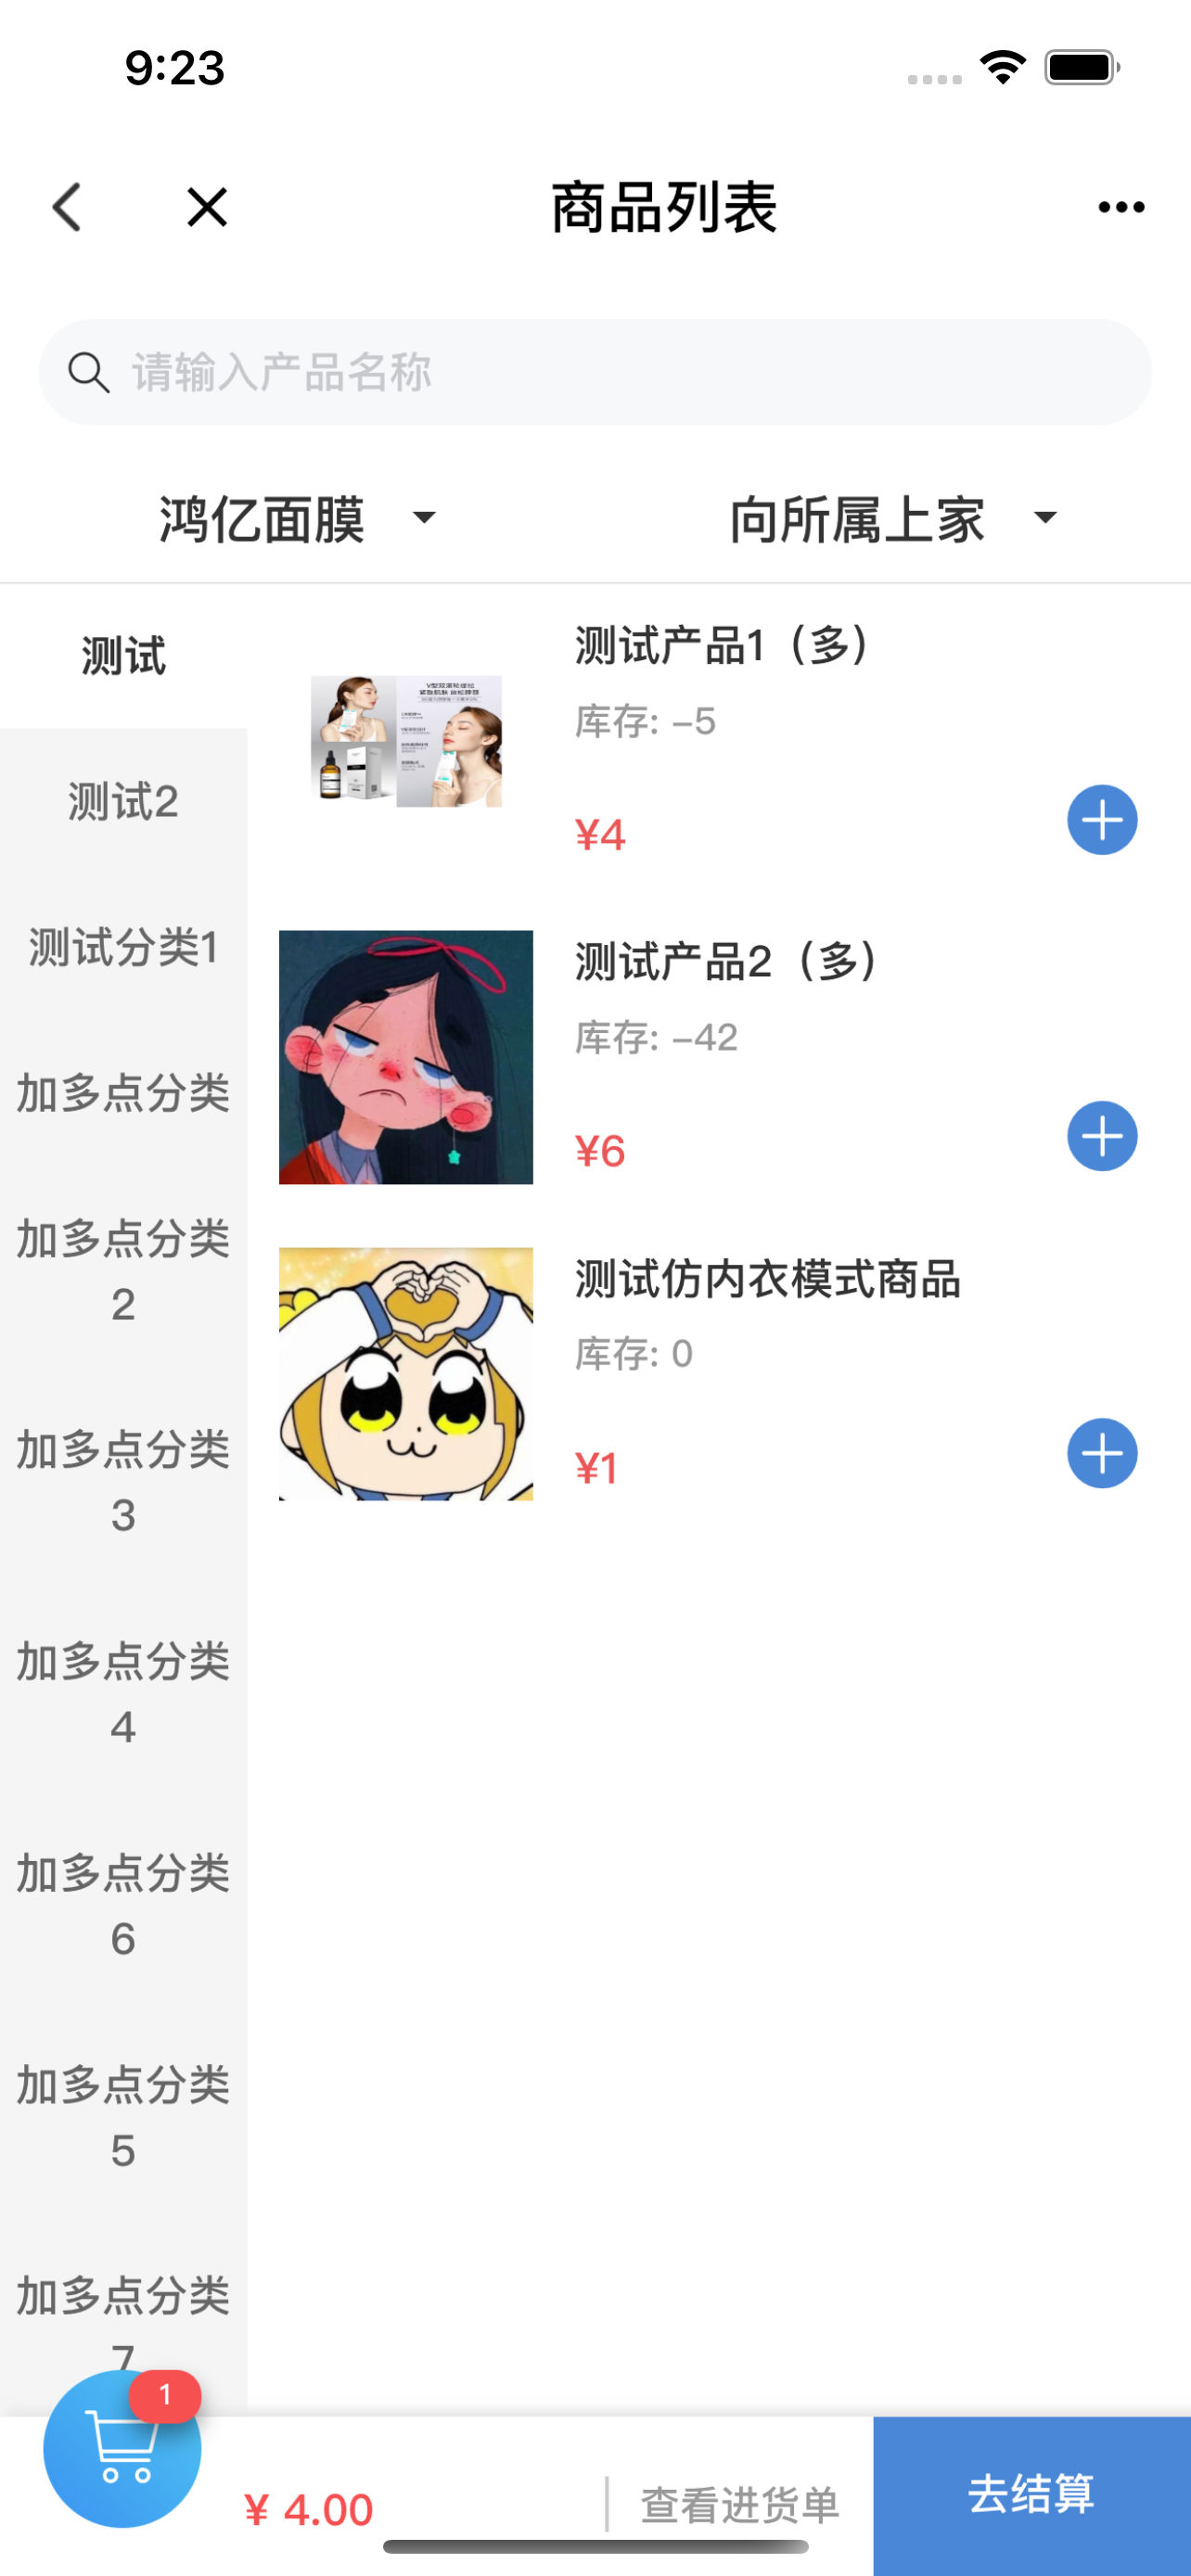 9:23
商品列表
请输入产品名称
鸿亿面膜
向所属上家
测试
测试2
测试分类1
加多点分类
加多点分类
2
加多点分类
3
加多点分类
4
加多点分类
6
加多点分类
5
加多点分类
7
测试产品1（多）
库存: -5
¥4
测试产品2（多）
库存: -42
¥6
测试仿内衣模式商品
库存: 0
¥1
1
¥ 4.00
查看进货单
去结算